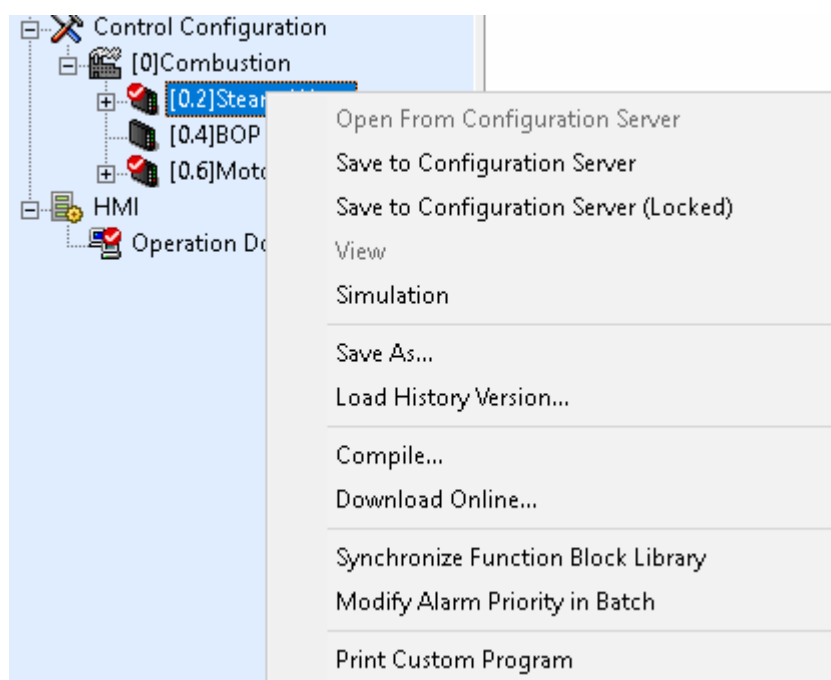 Control Configuration
[0]Combustion
[0.2]Steam
[0.4]BOP
[0.6]Moto
HMI
Operation Do
Open From Configuration Server
Save to Configuration Server
Save to Configuration Server (Locked)
View
Simulation
Save As...
Load History Version...
Compile...
Download Online...
Synchronize Function Block Library
Modify Alarm Priority in Batch
Print Custom Program